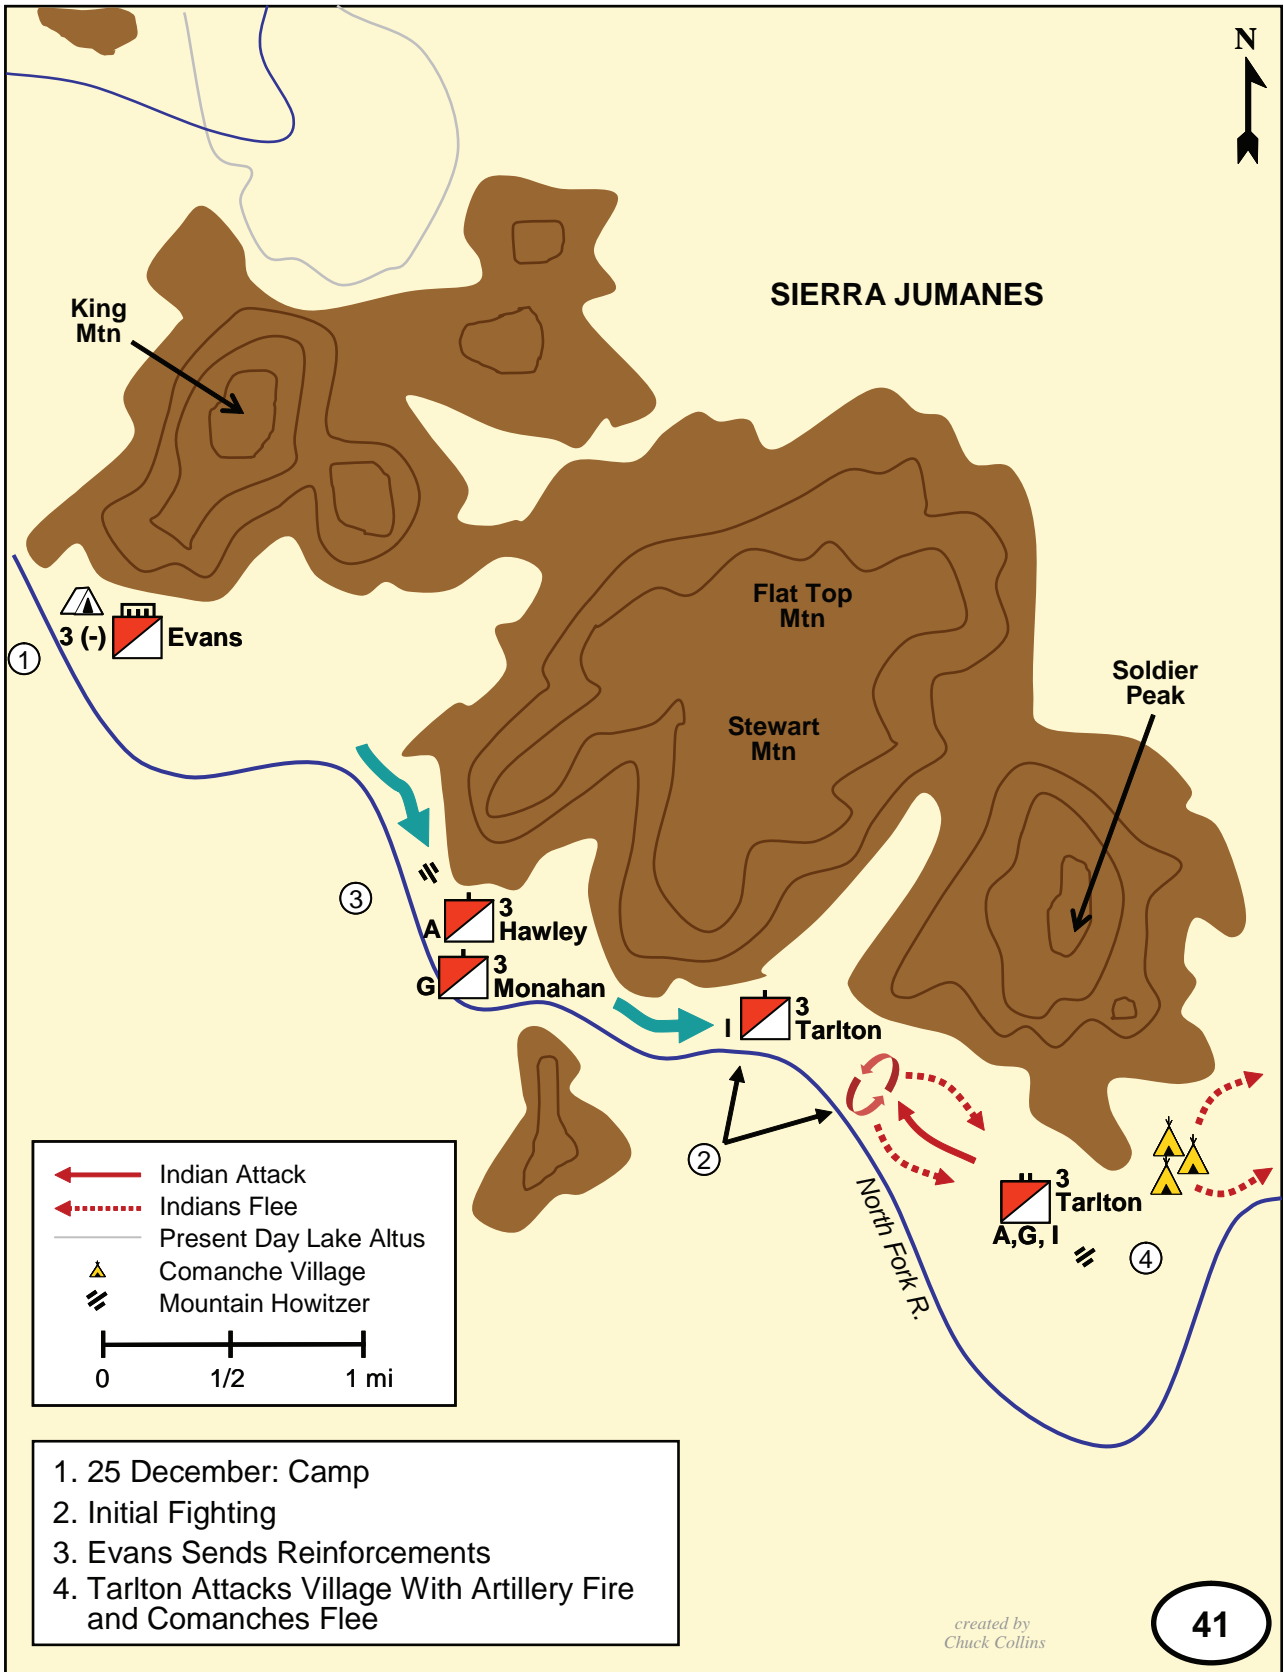 N
SIERRA JUMANES
King
Mtn
Flat Top
Mtn
Soldier
Peak
3 (-)
Evans
1
Stewart
Mtn
3
A
3
Hawley
G
3
Monahan
I
3
Tarlton
2
North Fork R.
3
Tarlton
A,G, I
4
Indian Attack
Indians Flee
Present Day Lake Altus
Comanche Village
Mountain Howitzer
0
1/2
1 mi
1. 25 December: Camp
2. Initial Fighting
3. Evans Sends Reinforcements
4. Tarlton Attacks Village With Artillery Fire
and Comanches Flee
created by
Chuck Collins
41